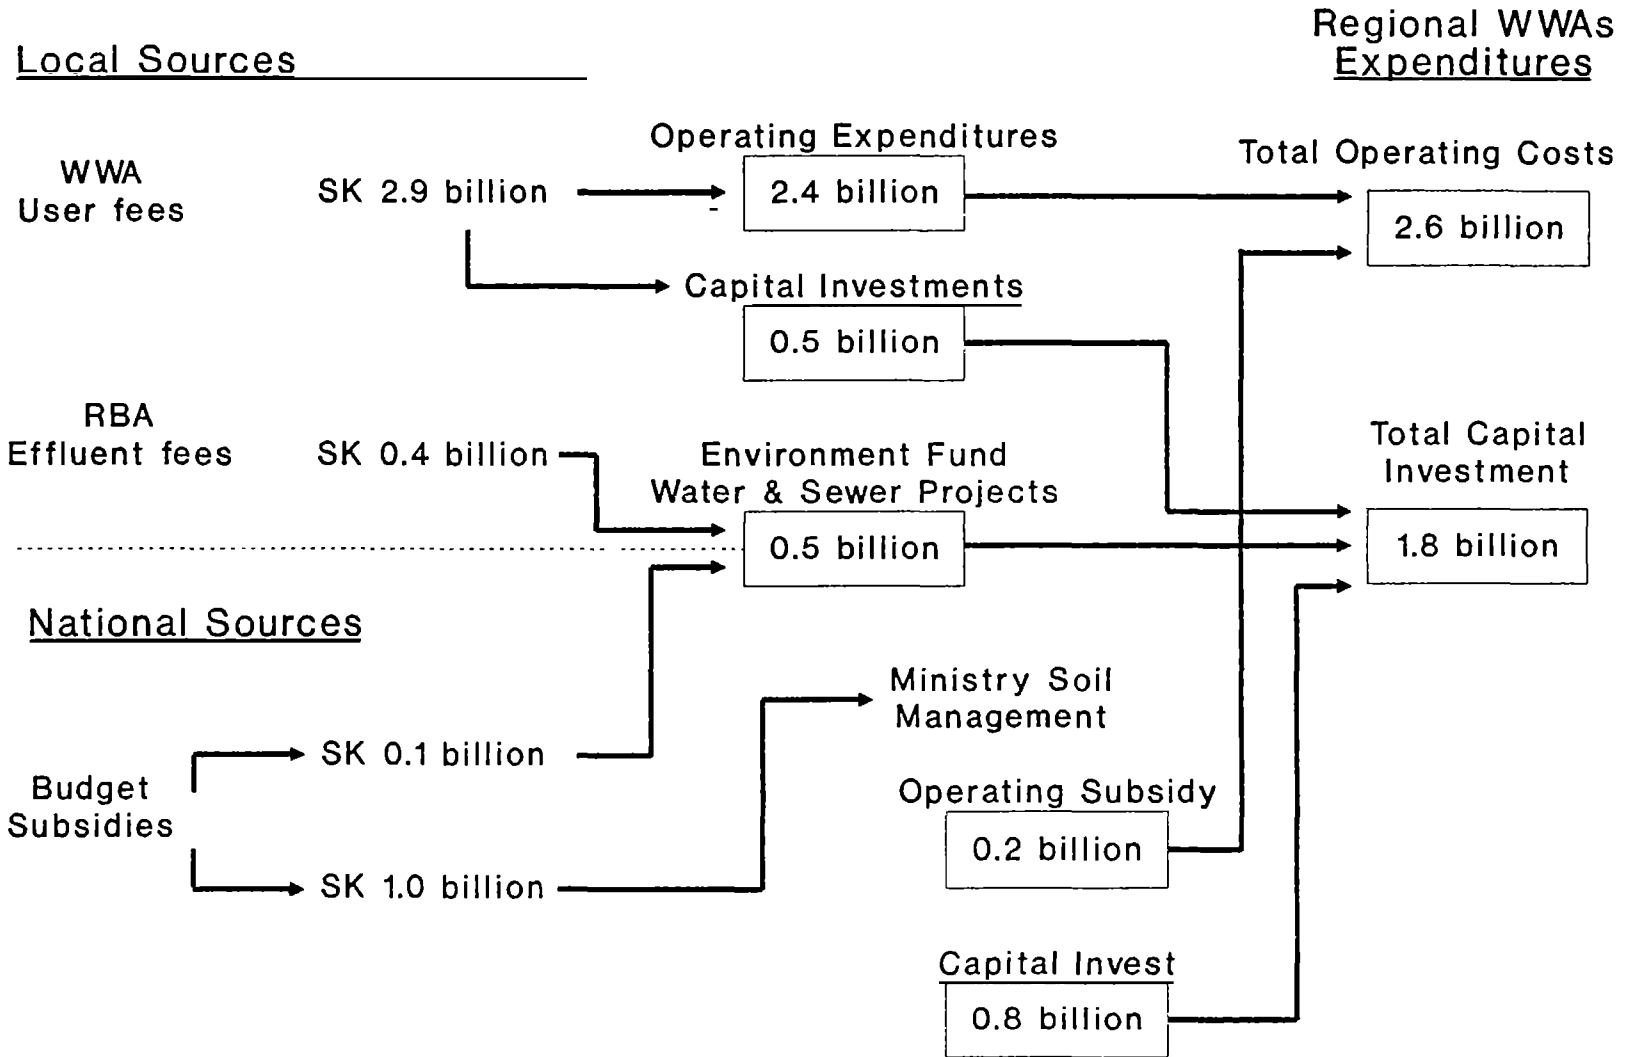 Regional WWAs
Expenditures
Local Sources
Operating Expenditures
Total Operating Costs
WWA
User fees
SK 2.9 billion
2.4 billion
2.6 billion
Capital Investments
0.5 billion
RBA
Effluent fees
SK 0.4 billion
Environment Fund
Water & Sewer Projects
0.5 billion
Total Capital
Investment
1.8 billion
National Sources
Ministry Soil
Management
Budget
Subsidies
SK 0.1 billion
SK 1.0 billion
Operating Subsidy
0.2 billion
Capital Invest
0.8 billion